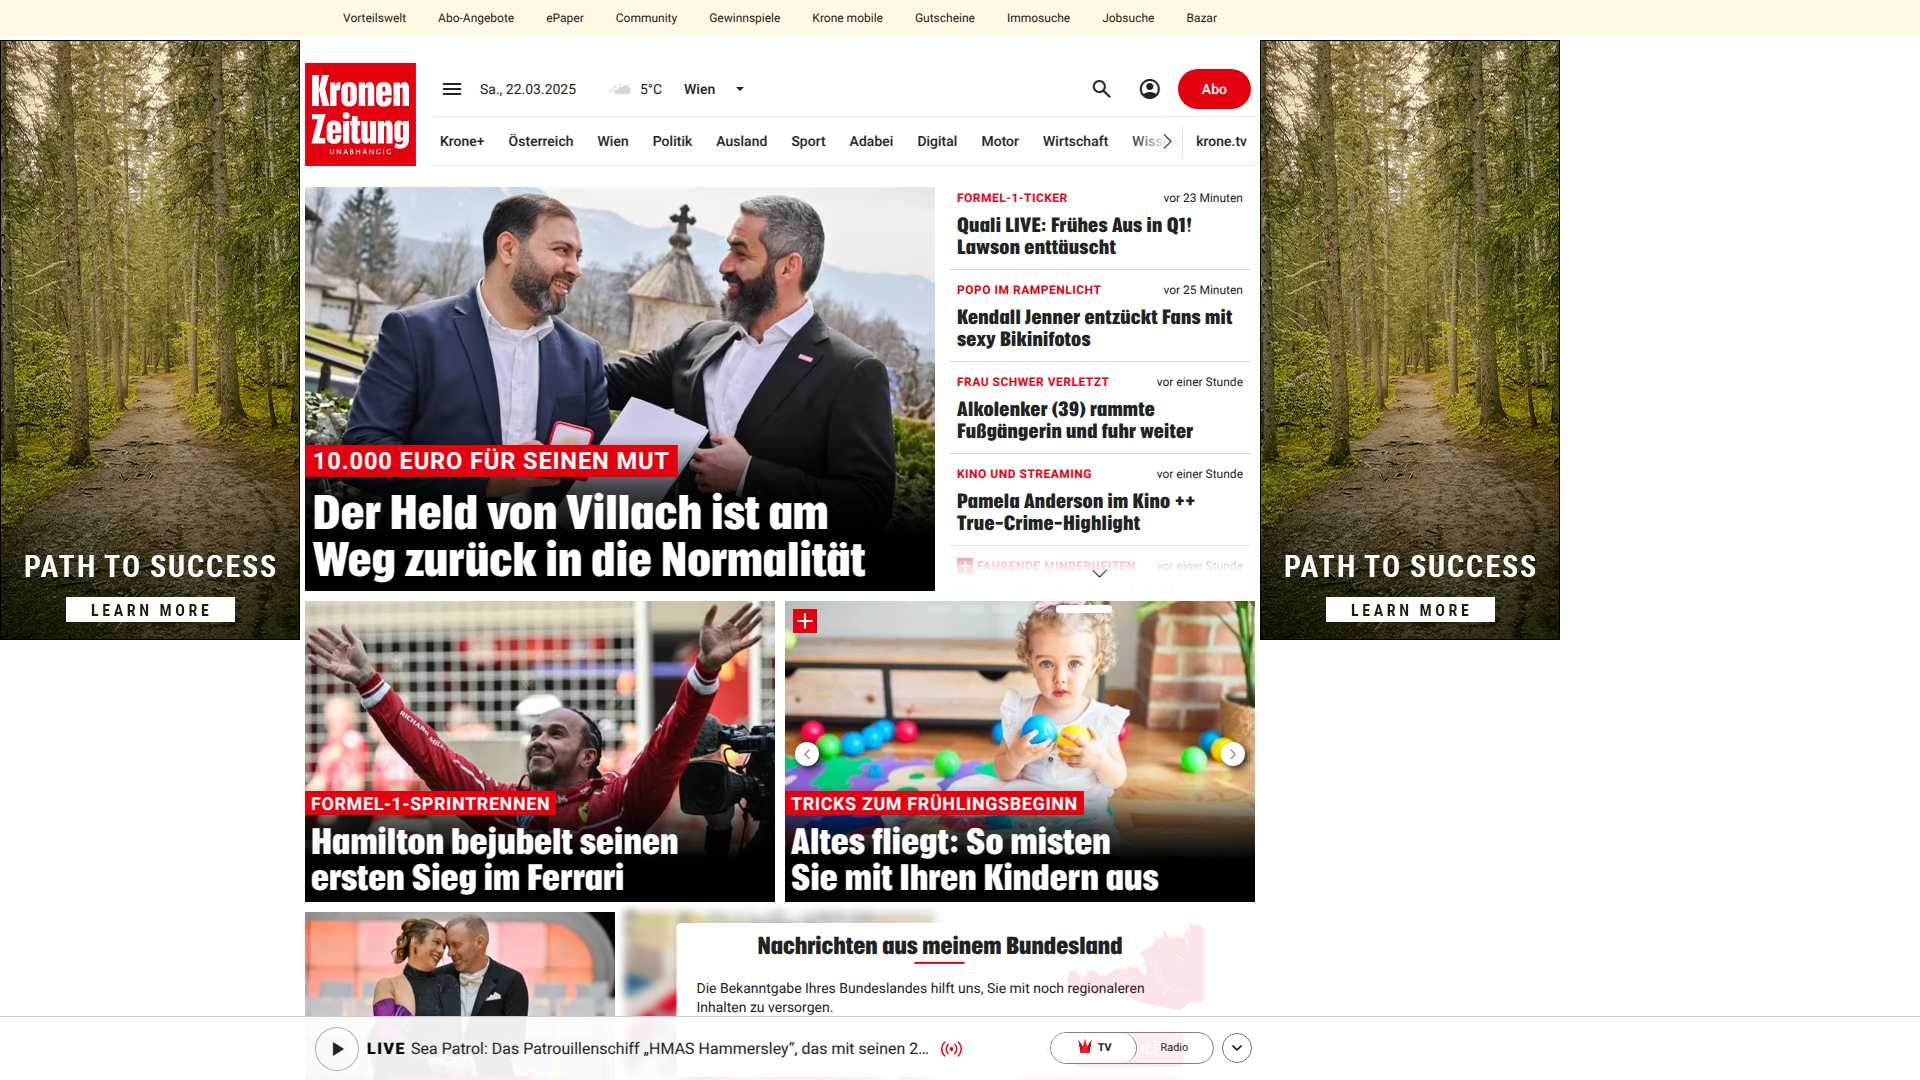 Vorteilswelt Abo-Angebote ePaper Community Gewinnspiele Krone mobile Gutscheine Immosuche Jobsuche Bazar
Kronen
Zeitung
UNABHÄNGIG
Sa., 22.03.2025 5°C Wien
Abo
Krone+ Österreich Wien Politik Ausland Sport Adabei Digital Motor Wirtschaft Wiss krone.tv
10.000 EURO FÜR SEINEN MUT
Der Held von Villach ist am
Weg zurück in die Normalität
FORMEL-1-TICKER vor 23 Minuten
Quali LIVE: Frühes Aus in Q1!
Lawson enttäuscht
POPO IM RAMPENLICHT vor 25 Minuten
Kendall Jenner entzückt Fans mit
sexy Bikinifotos
FRAU SCHWER VERLETZT vor einer Stunde
Alkolenker (39) rammte
Fußgängerin und fuhr weiter
KINO UND STREAMING vor einer Stunde
Pamela Anderson im Kino ++
True-Crime-Highlight
FAHRENDE MINDERHEITEN vor einer Stunde
PATH TO SUCCESS
LEARN MORE
PATH TO SUCCESS
LEARN MORE
RICHARD MILLE
FORMEL-1-SPRINTRENNEN
Hamilton bejubelt seinen
ersten Sieg im Ferrari
TRICKS ZUM FRÜHLINGSBEGINN
Altes fliegt: So misten
Sie mit Ihren Kindern aus
Nachrichten aus meinem Bundesland
Die Bekanntgabe Ihres Bundeslandes hilft uns, Sie mit noch regionaleren
Inhalten zu versorgen.
LIVE Sea Patrol: Das Patrouillenschiff „HMAS Hammersley“, das mit seinen 2...
TV Radio